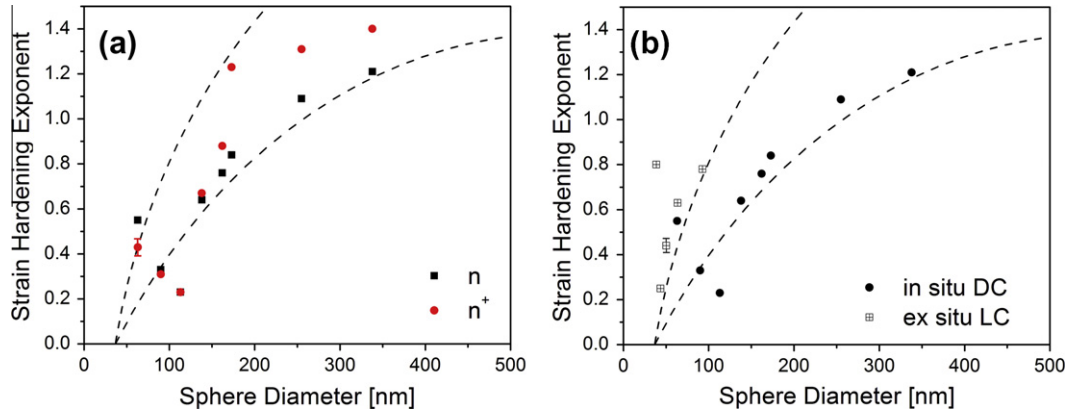 (a)
Strain Hardening Exponent
1.4
1.2
1.0
0.8
0.6
0.4
0.2
0.0
n
n+
0 100 200 300 400 500
Sphere Diameter [nm]
(b)
Strain Hardening Exponent
1.4
1.2
1.0
0.8
0.6
0.4
0.2
0.0
in situ DC
ex situ LC
0 100 200 300 400 500
Sphere Diameter [nm]